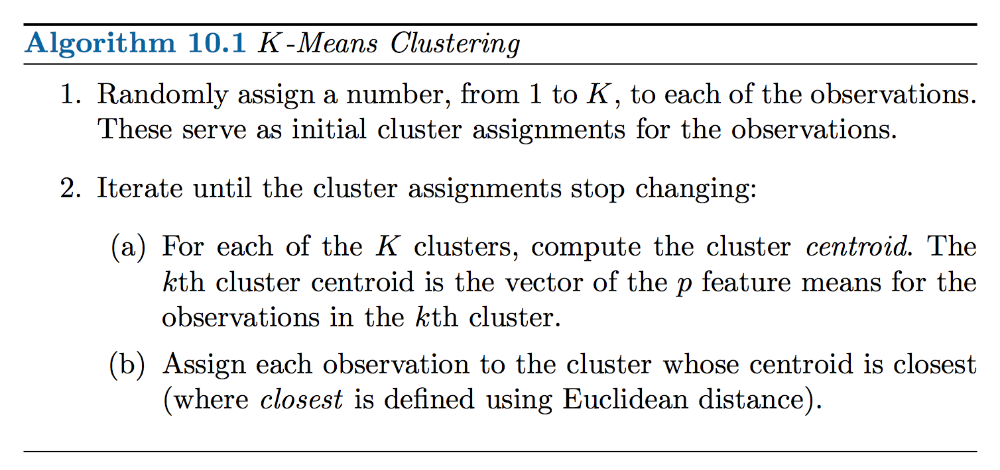 Algorithm 10.1 K-Means Clustering
1. Randomly assign a number, from 1 to K, to each of the observations.
These serve as initial cluster assignments for the observations.
2. Iterate until the cluster assignments stop changing:
(a) For each of the K clusters, compute the cluster centroid. The
kth cluster centroid is the vector of the p feature means for the
observations in the kth cluster.
(b) Assign each observation to the cluster whose centroid is closest
(where closest is defined using Euclidean distance).